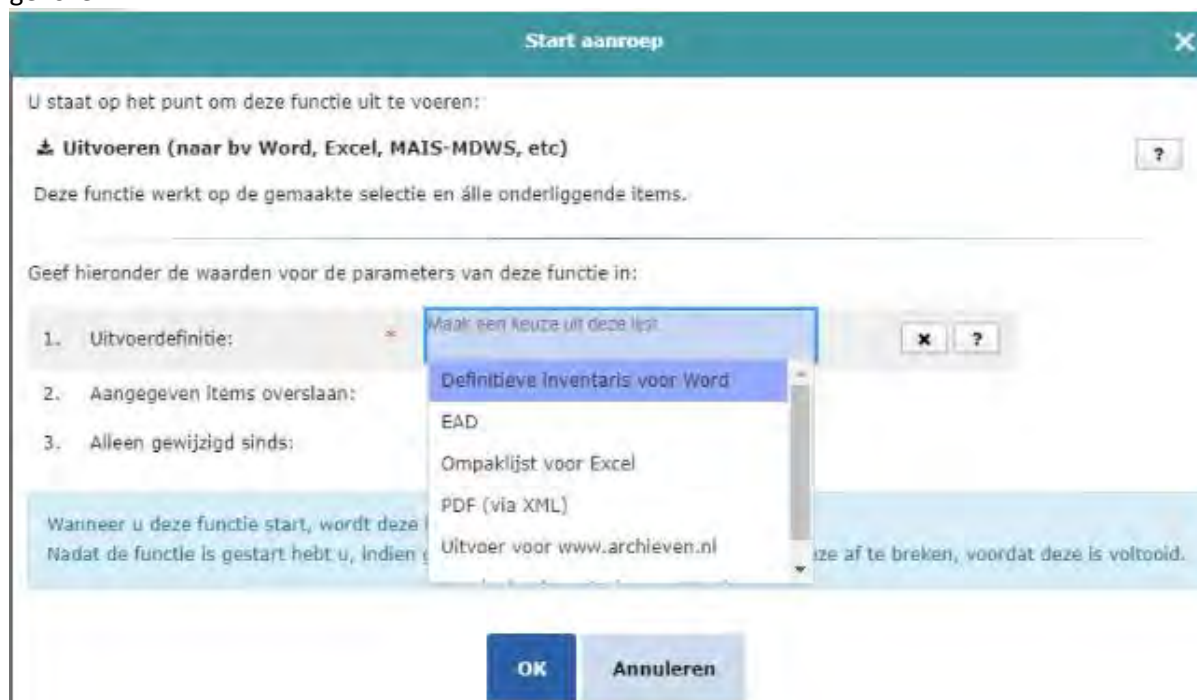 Start aanroep
U staat op het punt om deze functie uit te voeren:
Uitvoeren (naar bv Word, Excel, MAIS-MDWS, etc)
?
Deze functie werkt op de gemaakte selectie en álle onderliggende items.
Geef hieronder de waarden voor de parameters van deze functie in:
1. Uitvoerdefinitie: * Maak een keuze uit deze lijst
x ?
Definitieve inventaris voor Word
2. Aangegeven items overslaan:
EAD
3. Alleen gewijzigd sinds:
Ompaklijst voor Excel
PDF (via XML)
Wanneer u deze functie start, wordt deze
Uitvoer voor www.archieven.nl
Nadat de functie is gestart hebt u, indien g
ze af te breken, voordat deze is voltooid.
OK Annuleren